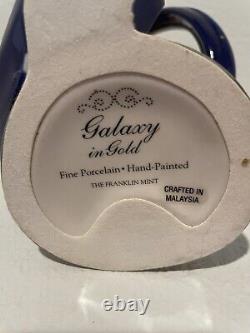 Galaxy
in Gold
Fine Porcelain • Hand-Painted
THE FRANKLIN MINT
CRAFTED IN
MALAYSIA